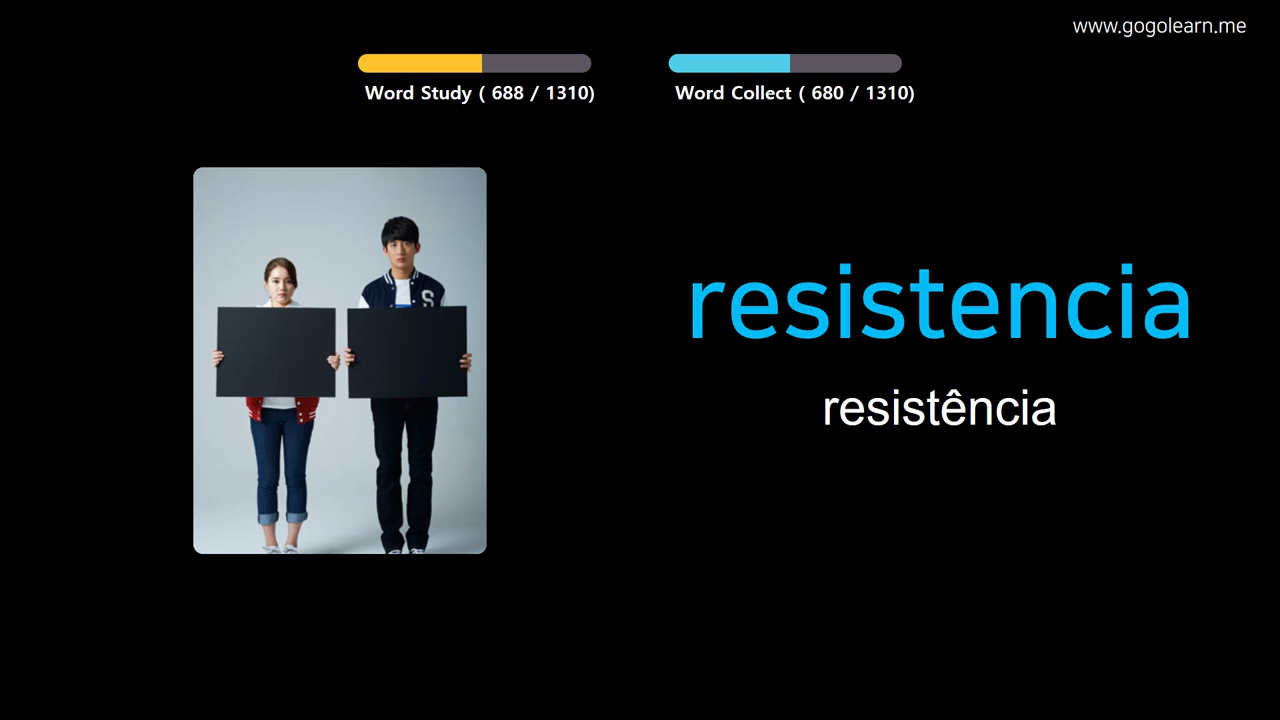 www.gogolearn.me
Word Study ( 688 / 1310)
Word Collect ( 680 / 1310)
S
resistencia
resistência